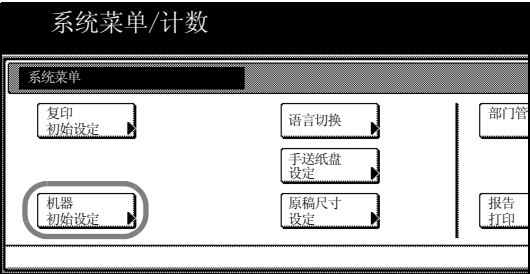 系统菜单/计数
系统菜单
复印
初始设定
语言切换
部门管
手送纸盘
设定
机器
初始设定
原稿尺寸
设定
报告
打印